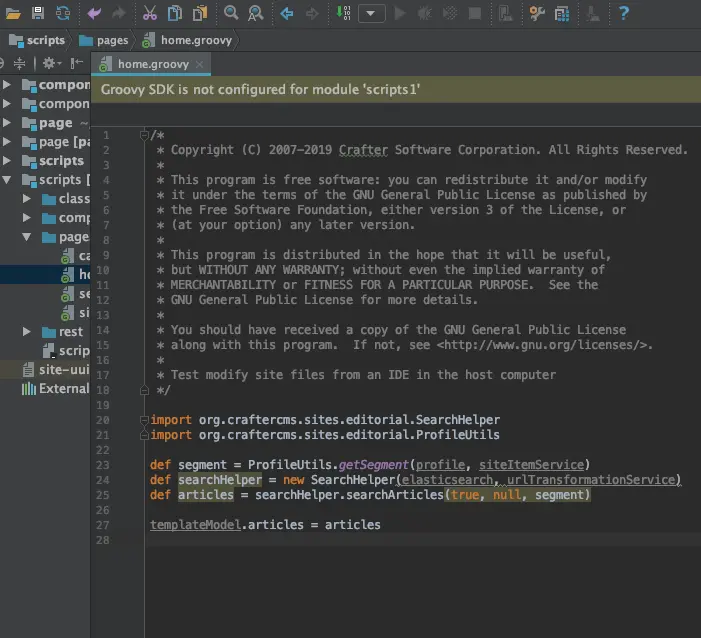 scripts pages home.groovy
home.groovy
Groovy SDK is not configured for module 'scripts1'
compon
compon
page
page [pa
scripts
scripts [
class
comp
page
ca
ho
se
si
rest
scrip
site-uui
External
1 /*
2 * Copyright (C) 2007-2019 Crafter Software Corporation. All Rights Reserved.
3 *
4 * This program is free software: you can redistribute it and/or modify
5 * it under the terms of the GNU General Public License as published by
6 * the Free Software Foundation, either version 3 of the License, or
7 * (at your option) any later version.
8 *
9 * This program is distributed in the hope that it will be useful,
10 * but WITHOUT ANY WARRANTY; without even the implied warranty of
11 * MERCHANTABILITY or FITNESS FOR A PARTICULAR PURPOSE.  See the
12 * GNU General Public License for more details.
13 *
14 * You should have received a copy of the GNU General Public License
15 * along with this program.  If not, see <http://www.gnu.org/licenses/>.
16 *
17 * Test modify site files from an IDE in the host computer
18 */
19
20 import org.craftercms.sites.editorial.SearchHelper
21 import org.craftercms.sites.editorial.ProfileUtils
22
23 def segment = ProfileUtils.getSegment(profile, siteItemService)
24 def searchHelper = new SearchHelper(elasticsearch, urlTransformationService)
25 def articles = searchHelper.searchArticles(true, null, segment)
26
27 templateModel.articles = articles
28